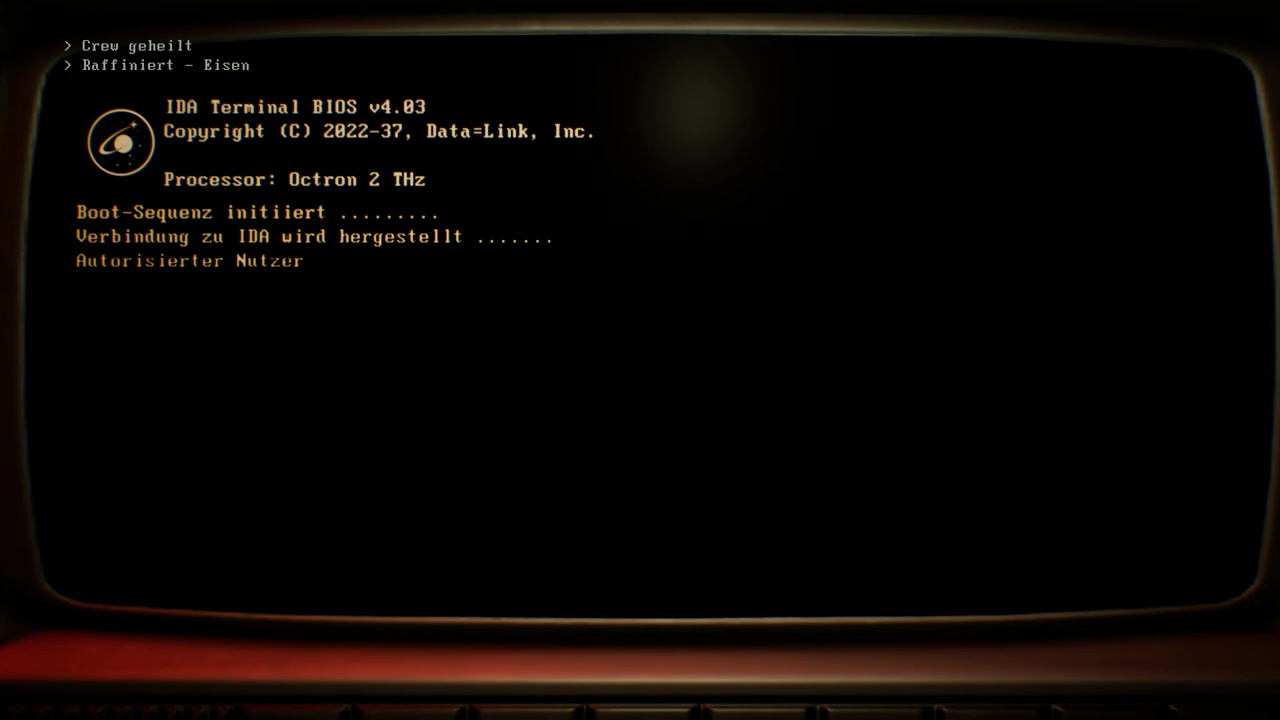 > Crew geheilt
> Raffiniert - Eisen
IDA Terminal BIOS v4.03
Copyright (C) 2022-37, Data=Link, Inc.
Processor: Octron 2 THz
Boot-Sequenz initiiert .........
Verbindung zu IDA wird hergestellt .......
Autorisierter Nutzer